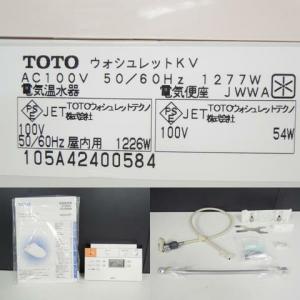 TOTO ウォシュレットKV
AC100V 50/60Hz 1277W
電気温水器 電気便座 JWWA
PSE JET TOTOウォシュレットテクノ株式会社
100V
50/60Hz 屋内用 1226W
PSE JET TOTOウォシュレットテクノ株式会社
100V 54W
105A42400584
TOTO